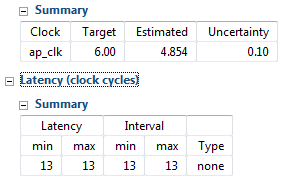 Summary
Clock Target Estimated Uncertainty
ap_clk 6.00 4.854 0.10
Latency (clock cycles)
Summary
Latency Interval
min max min max Type
13 13 13 13 none